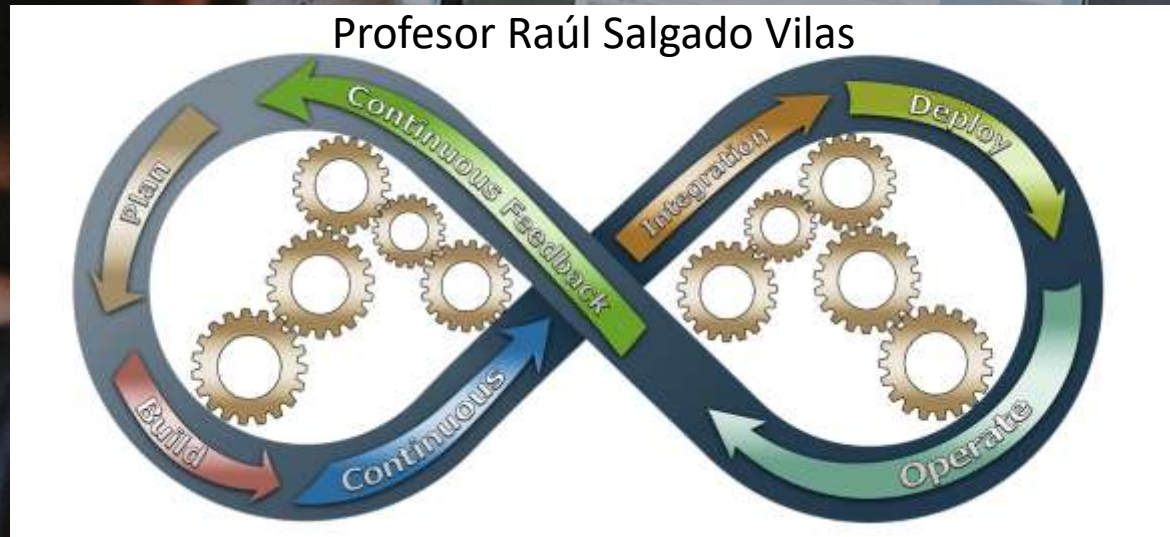 Profesor Raúl Salgado Vilas
Continuous Feedback
Plan
Build
Continuous
Integration
Deploy
Operate